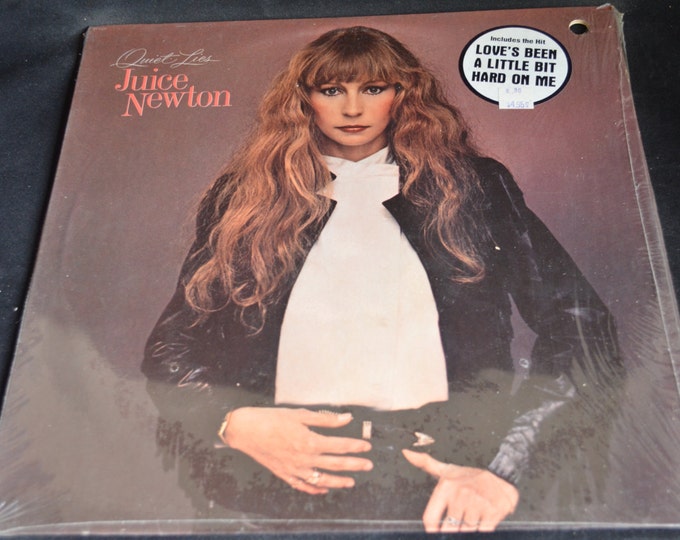 Quiet Lies
Juice
Newton
Includes the Hit
LOVE'S BEEN
A LITTLE BIT
HARD ON ME